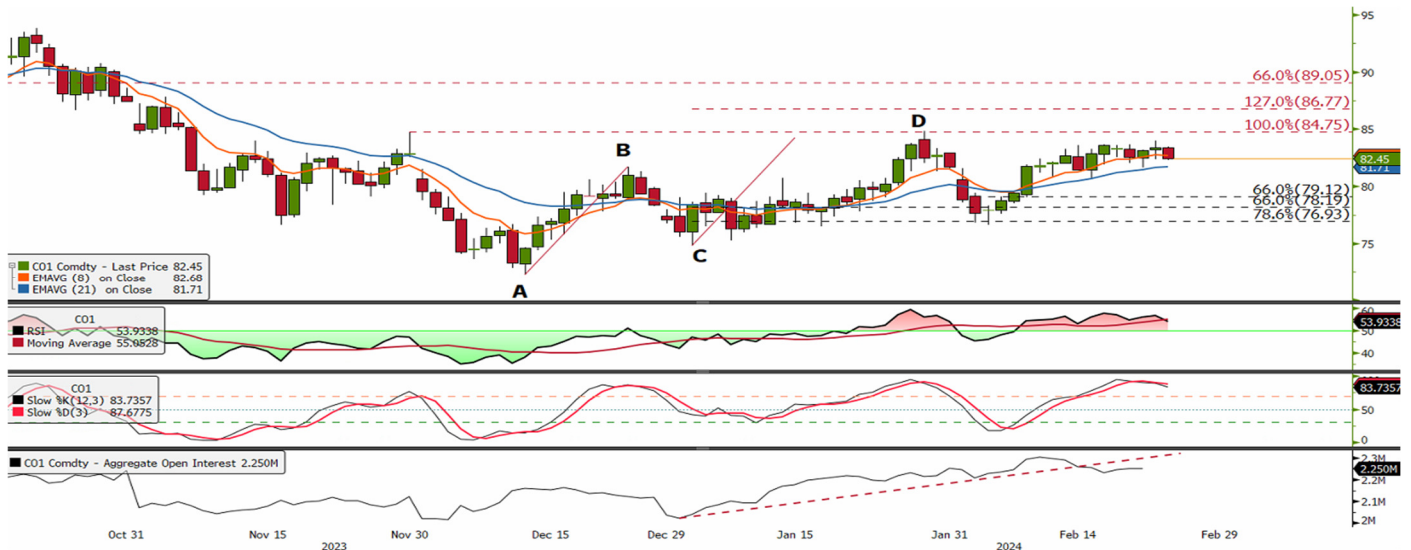 95
66.0%(89.05)
90
127.0%(86.77)
D
100.0%(84.75)
85
B
82.45
81.71
80
66.0%(79.12)
66.0%(78.19)
78.6%(76.93)
C
75
CO1 Comdty - Last Price 82.45
EMAVG (8) on Close 82.68
EMAVG (21) on Close 81.71
A
CO1
RSI 53.9338
Moving Average 55.0528
60
53.9338
50
40
CO1
Slow %K(12,3) 83.7357
Slow %D(3) 87.6775
83.7357
50
0
CO1 Comdty - Aggregate Open Interest 2.250M
2.3M
2.250M
2.2M
2.1M
2M
Oct 31 Nov 15 Nov 30 Dec 15 Dec 29 Jan 15 Jan 31 Feb 14 Feb 29
2023 2024